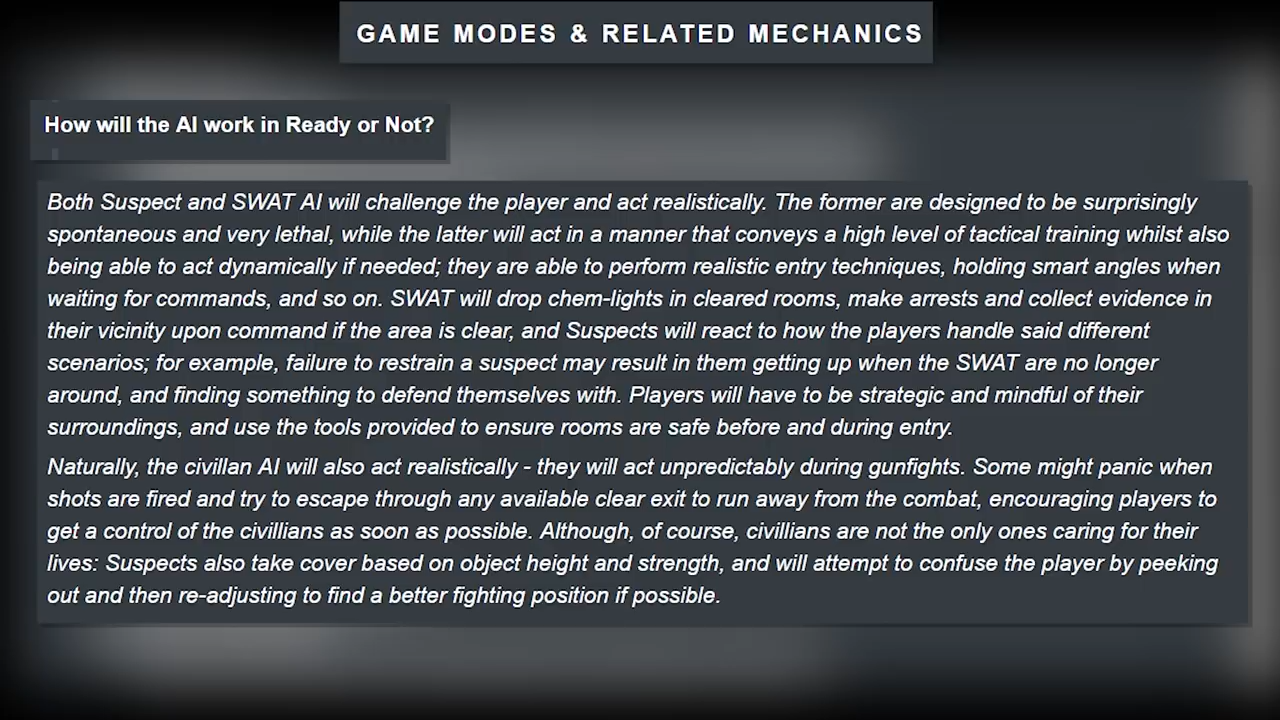 GAME MODES & RELATED MECHANICS
How will the AI work in Ready or Not?
Both Suspect and SWAT AI will challenge the player and act realistically. The former are designed to be surprisingly
spontaneous and very lethal, while the latter will act in a manner that conveys a high level of tactical training whilst also
being able to act dynamically if needed; they are able to perform realistic entry techniques, holding smart angles when
waiting for commands, and so on. SWAT will drop chem-lights in cleared rooms, make arrests and collect evidence in
their vicinity upon command if the area is clear, and Suspects will react to how the players handle said different
scenarios; for example, failure to restrain a suspect may result in them getting up when the SWAT are no longer
around, and finding something to defend themselves with. Players will have to be strategic and mindful of their
surroundings, and use the tools provided to ensure rooms are safe before and during entry.
Naturally, the civillan AI will also act realistically - they will act unpredictably during gunfights. Some might panic when
shots are fired and try to escape through any available clear exit to run away from the combat, encouraging players to
get a control of the civillians as soon as possible. Although, of course, civillians are not the only ones caring for their
lives: Suspects also take cover based on object height and strength, and will attempt to confuse the player by peeking
out and then re-adjusting to find a better fighting position if possible.